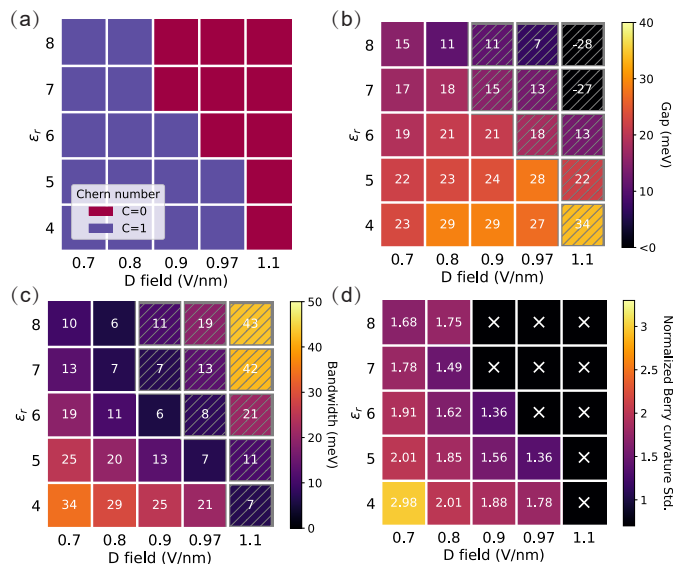 (a)
8
7
6
5
4
ε_r
Chern number
C=0
C=1
0.7 0.8 0.9 0.97 1.1
D field (V/nm)
(b)
8 15 11 11 7 -28
7 17 18 15 13 -27
6 19 21 21 18 13
5 22 23 24 28 22
4 23 29 29 27 34
ε_r
0.7 0.8 0.9 0.97 1.1
D field (V/nm)
40
30
20
10
<0
Gap (meV)
(c)
8 10 6 11 19 43
7 13 7 7 13 42
6 19 11 6 8 21
5 25 20 13 7 11
4 34 29 25 21 7
ε_r
0.7 0.8 0.9 0.97 1.1
D field (V/nm)
50
40
30
20
10
0
Bandwidth (meV)
(d)
8 1.68 1.75 × × ×
7 1.78 1.49 × × ×
6 1.91 1.62 1.36 × ×
5 2.01 1.85 1.56 1.36 ×
4 2.98 2.01 1.88 1.78 ×
ε_r
0.7 0.8 0.9 0.97 1.1
D field (V/nm)
3.0
2.5
2.0
1.5
1.0
Normalized Berry curvature Std.